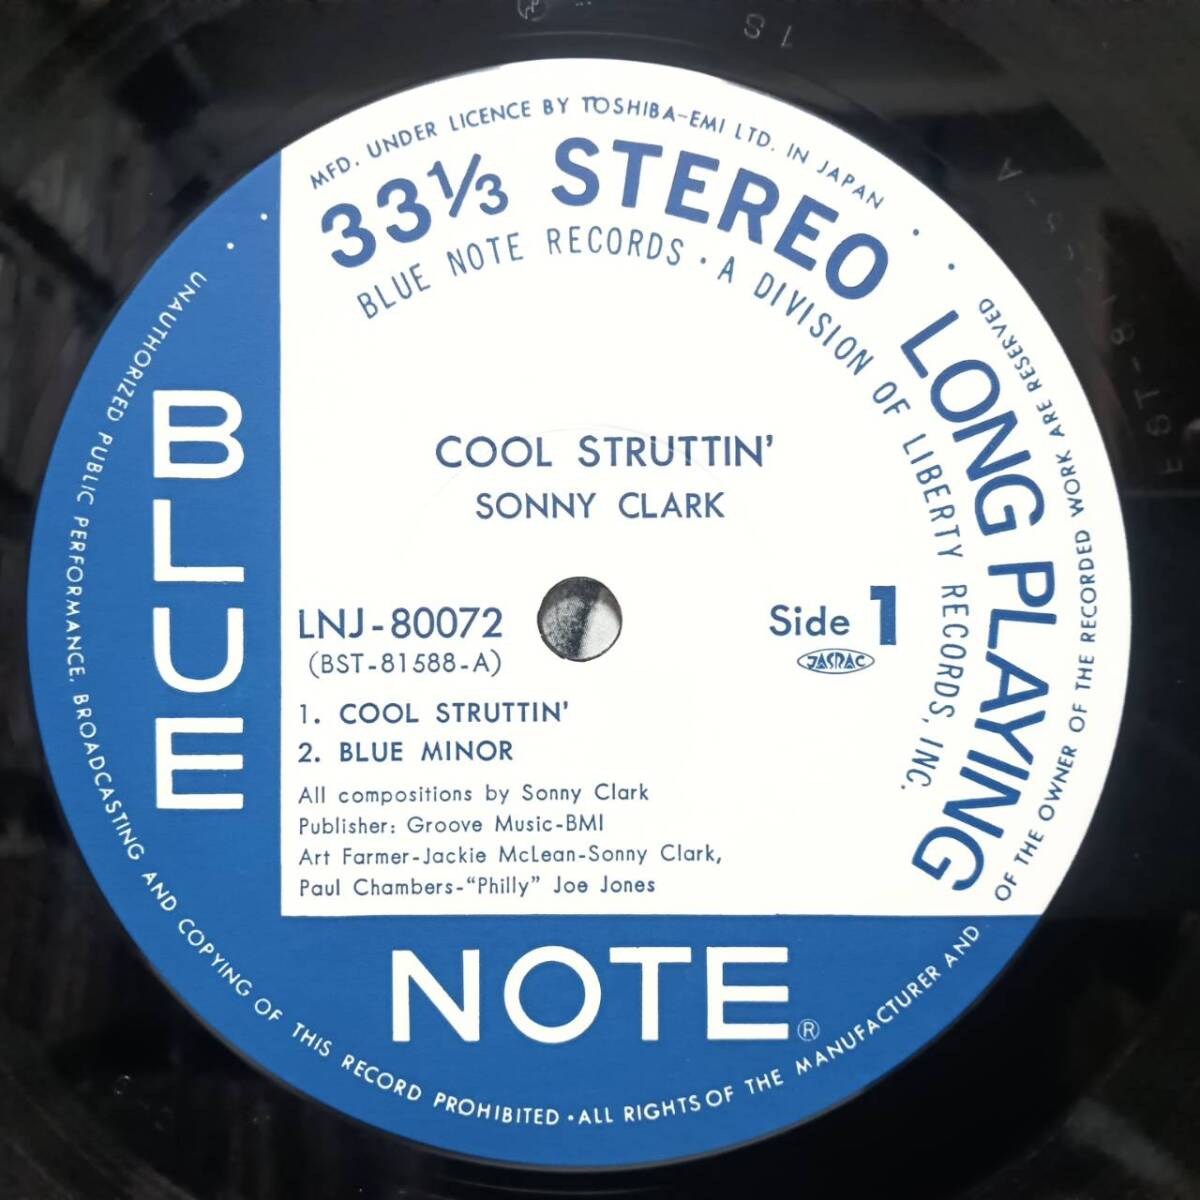 MFD. UNDER LICENCE BY TOSHIBA-EMI LTD. IN JAPAN
33⅓ STEREO LONG PLAYING
BLUE NOTE RECORDS · A DIVISION OF LIBERTY RECORDS, INC.
COOL STRUTTIN'
SONNY CLARK
LNJ-80072
(BST-81588-A)
Side 1
JASRAC
1. COOL STRUTTIN'
2. BLUE MINOR
All compositions by Sonny Clark
Publisher: Groove Music-BMI
Art Farmer-Jackie McLean-Sonny Clark,
Paul Chambers-"Philly" Joe Jones
BLUE
NOTE®
UNAUTHORIZED PUBLIC PERFORMANCE, BROADCASTING AND COPYING OF THIS RECORD PROHIBITED · ALL RIGHTS OF THE MANUFACTURER AND OF THE OWNER OF THE RECORDED WORK ARE RESERVED
1S